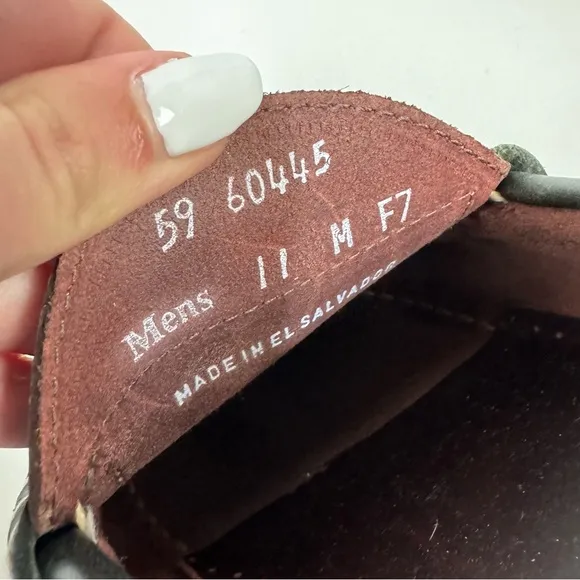 59 60445
Mens 11 M F7
MADE IN EL SALVADOR